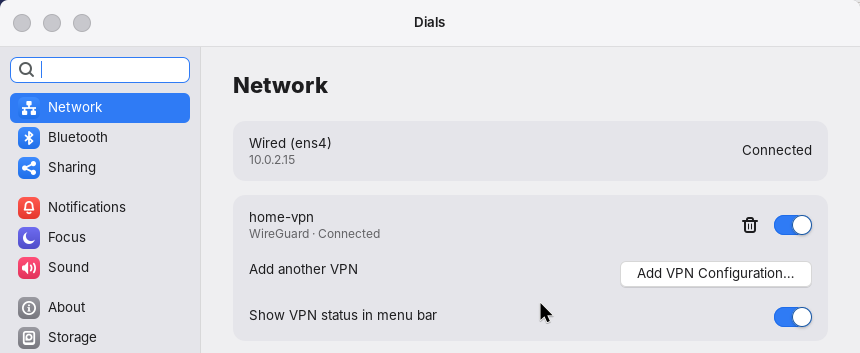 Dials
Network
Bluetooth
Sharing
Notifications
Focus
Sound
About
Storage
Network
Wired (ens4)
10.0.2.15
Connected
home-vpn
WireGuard · Connected
Add another VPN
Add VPN Configuration...
Show VPN status in menu bar